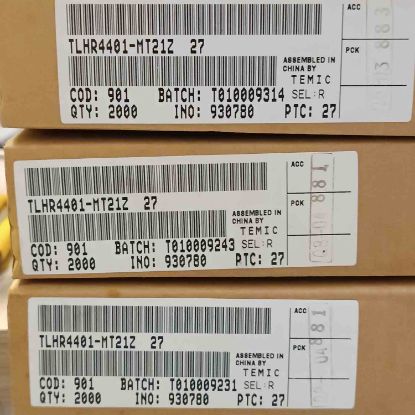 ACC
TLHR4401-MT21Z 27
PCK
883
ASSEMBLED IN
CHINA BY
TEMIC
COD: 901 BATCH: T010009314 SEL:R
QTY: 2000 INO: 930780 PTC: 27
ACC
881
TLHR4401-MT21Z 27
ASSEMBLED IN
CHINA BY
TEMIC
PCK
COD: 901 BATCH: T010009243 SEL:R
QTY: 2000 INO: 930780 PTC: 27
ACC
881
TLHR4401-MT21Z 27
PCK
ASSEMBLED IN
CHINA BY
TEMIC
COD: 901 BATCH: T010009231 SEL:R
QTY: 2000 INO: 930780 PTC: 27